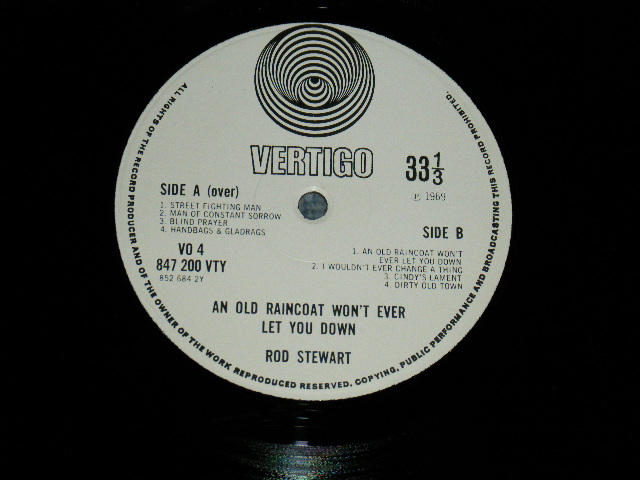 VERTIGO
33 1/3
℗ 1969
SIDE A (over)
1. STREET FIGHTING MAN
2. MAN OF CONSTANT SORROW
3. BLIND PRAYER
4. HANDBAGS & GLADRAGS
VO 4
847 200 VTY
852 684 2Y
SIDE B
1. AN OLD RAINCOAT WON'T
EVER LET YOU DOWN
2. I WOULDN'T EVER CHANGE A THING
3. CINDY'S LAMENT
4. DIRTY OLD TOWN
AN OLD RAINCOAT WON'T EVER
LET YOU DOWN
ROD STEWART
ALL RIGHTS OF THE RECORD PRODUCER AND OF THE OWNER OF THE WORK REPRODUCED RESERVED. COPYING, PUBLIC PERFORMANCE AND BROADCASTING THIS RECORD PROHIBITED.